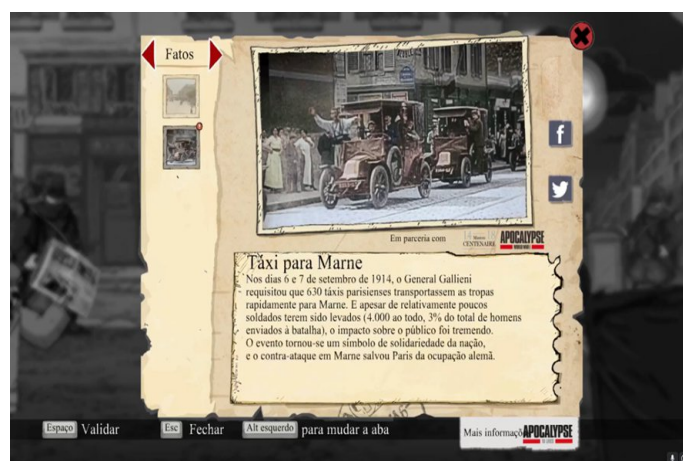 Fatos
Em parceria com
CENTENAIRE
APOCALYPSE
Táxi para Marne
Nos dias 6 e 7 de setembro de 1914, o General Gallieni
requisitou que 630 táxis parisienses transportassem as tropas
rapidamente para Marne. E apesar de relativamente poucos
soldados terem sido levados (4.000 ao todo, 3% do total de homens
enviados à batalha), o impacto sobre o público foi tremendo.
O evento tornou-se um símbolo de solidariedade da nação,
e o contra-ataque em Marne salvou Paris da ocupação alemã.
Espaço Validar
Esc Fechar
Alt esquerdo para mudar a aba
Mais informaçõ
APOCALYPSE